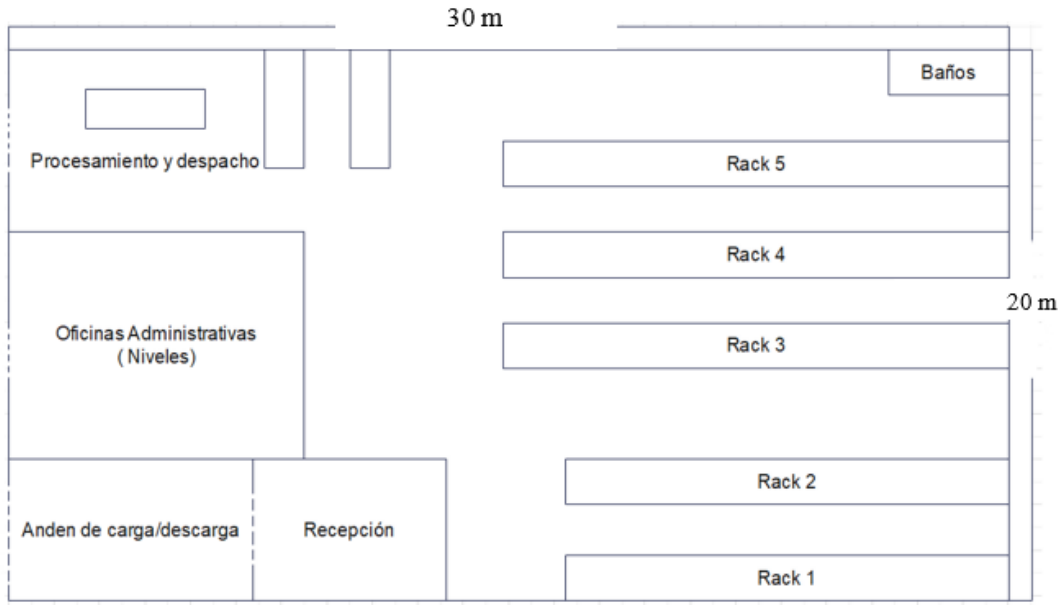 30 m
Baños
Procesamiento y despacho
Rack 5
Rack 4
20 m
Oficinas Administrativas
( Niveles)
Rack 3
Rack 2
Anden de carga/descarga
Recepción
Rack 1